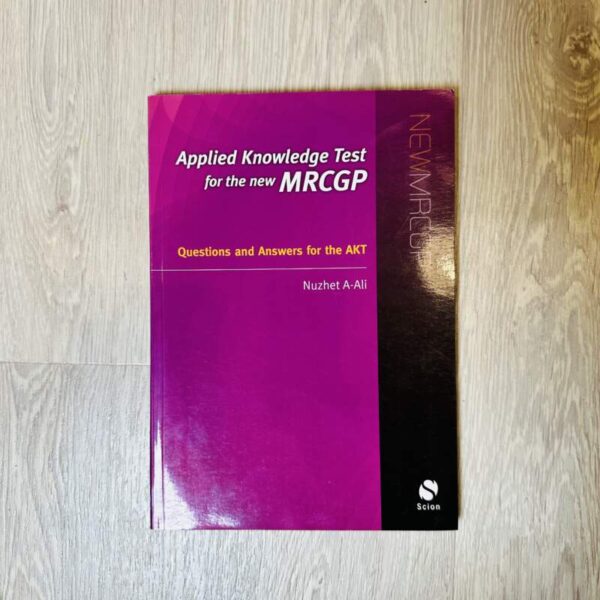 Applied Knowledge Test
for the new MRCGP
Questions and Answers for the AKT
Nuzhet A-Ali
NEWMRCGP
Scion